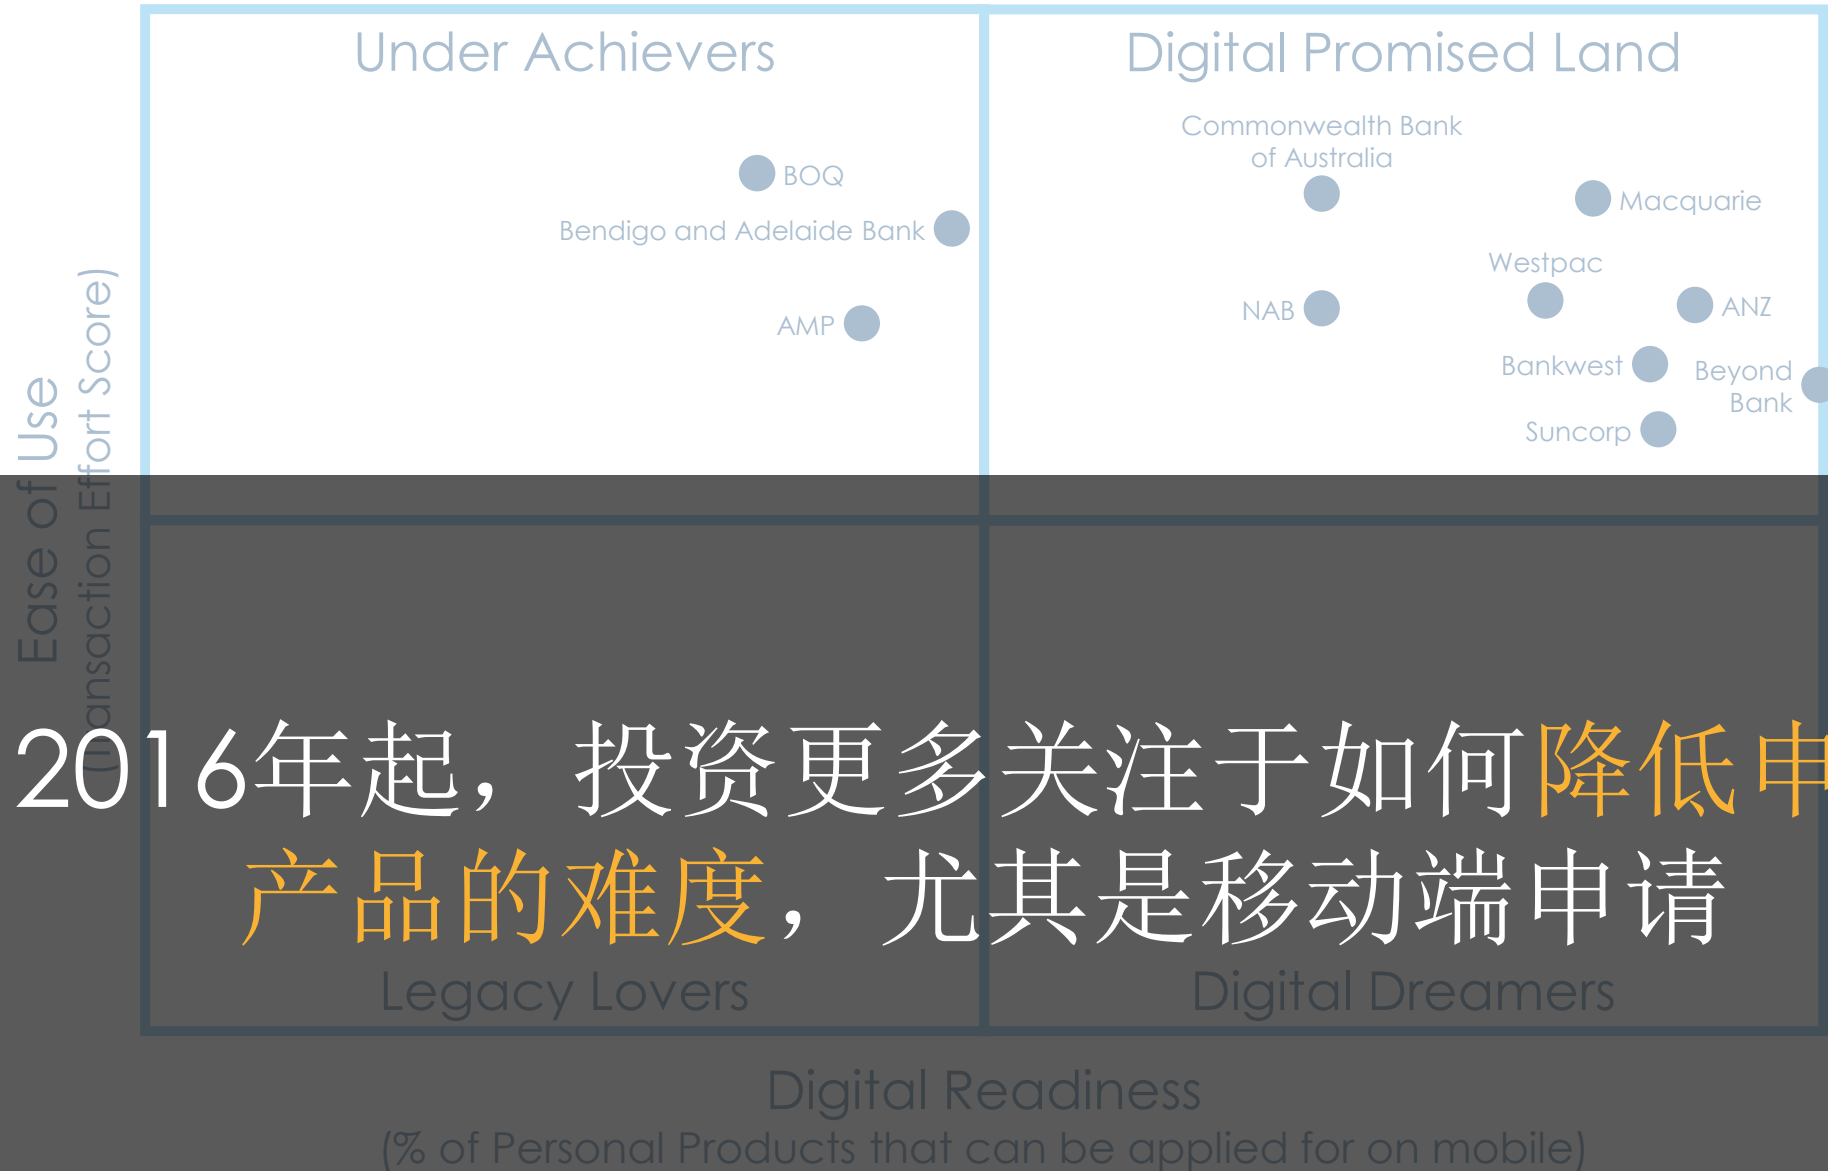 Under Achievers
Digital Promised Land
Commonwealth Bank
of Australia
BOQ
Macquarie
Bendigo and Adelaide Bank
Westpac
NAB
ANZ
AMP
Bankwest
Beyond
Bank
Suncorp
Ease of Use
(Transaction Effort Score)
2016年起，投资更多关注于如何降低申
产品的难度，尤其是移动端申请
Legacy Lovers
Digital Dreamers
Digital Readiness
(% of Personal Products that can be applied for on mobile)